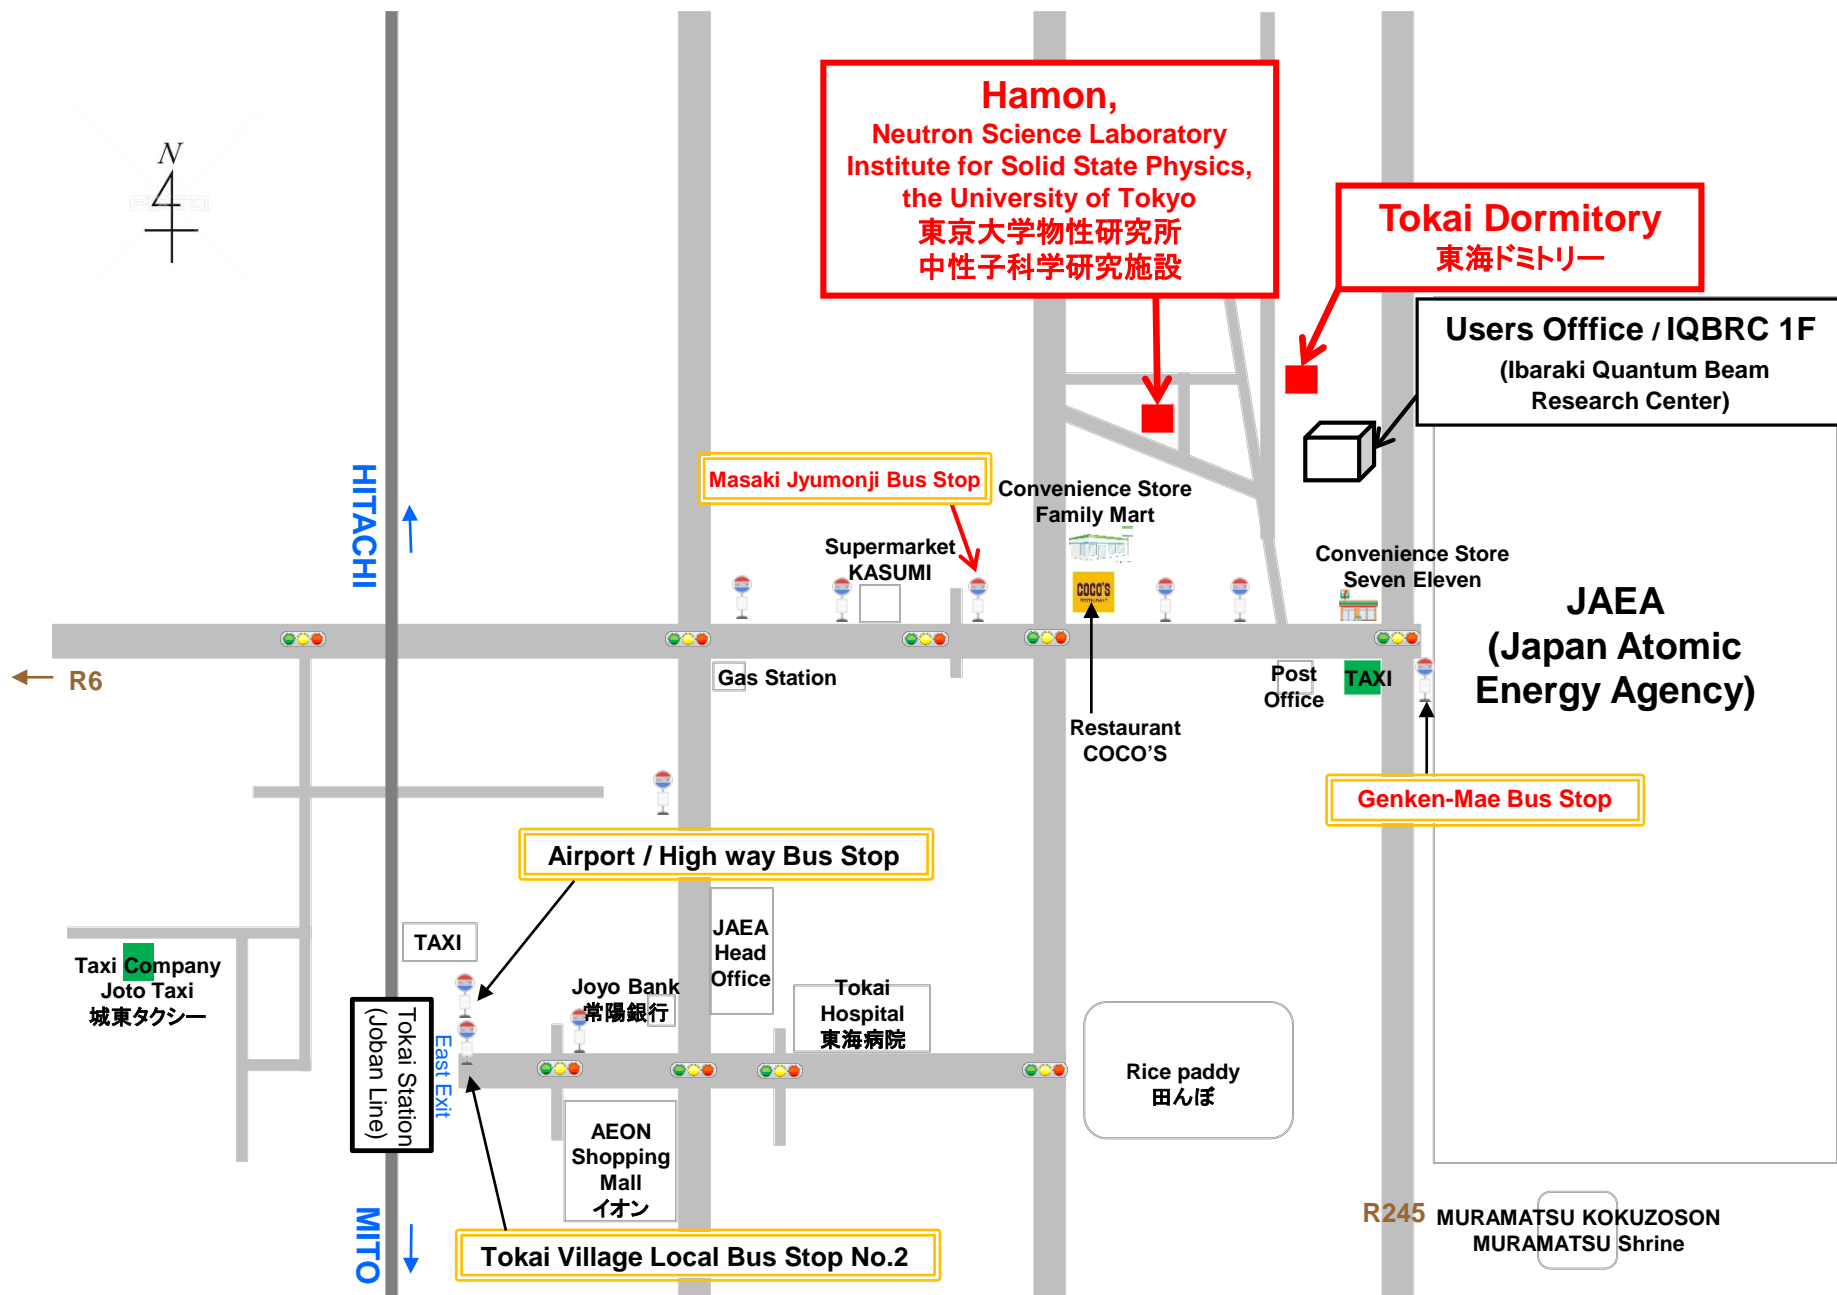 N
Hamon,
Neutron Science Laboratory
Institute for Solid State Physics,
the University of Tokyo
東京大学物性研究所
中性子科学研究施設
Tokai Dormitory
東海ドミトリー
Users Offfice / IQBRC 1F
(Ibaraki Quantum Beam
Research Center)
HITACHI
Masaki Jyumonji Bus Stop
Convenience Store
Family Mart
Supermarket
KASUMI
COCO'S
RESTAURANT
Convenience Store
Seven Eleven
JAEA
(Japan Atomic
Energy Agency)
R6
Gas Station
Post
Office
TAXI
Restaurant
COCO'S
Genken-Mae Bus Stop
Airport / High way Bus Stop
TAXI
JAEA
Head
Office
Taxi Company
Joto Taxi
城東タクシー
Joyo Bank
常陽銀行
Tokai
Hospital
東海病院
Tokai Station
(Joban Line)
East Exit
Rice paddy
田んぼ
AEON
Shopping
Mall
イオン
MITO
Tokai Village Local Bus Stop No.2
R245
MURAMATSU KOKUZOSON
MURAMATSU Shrine